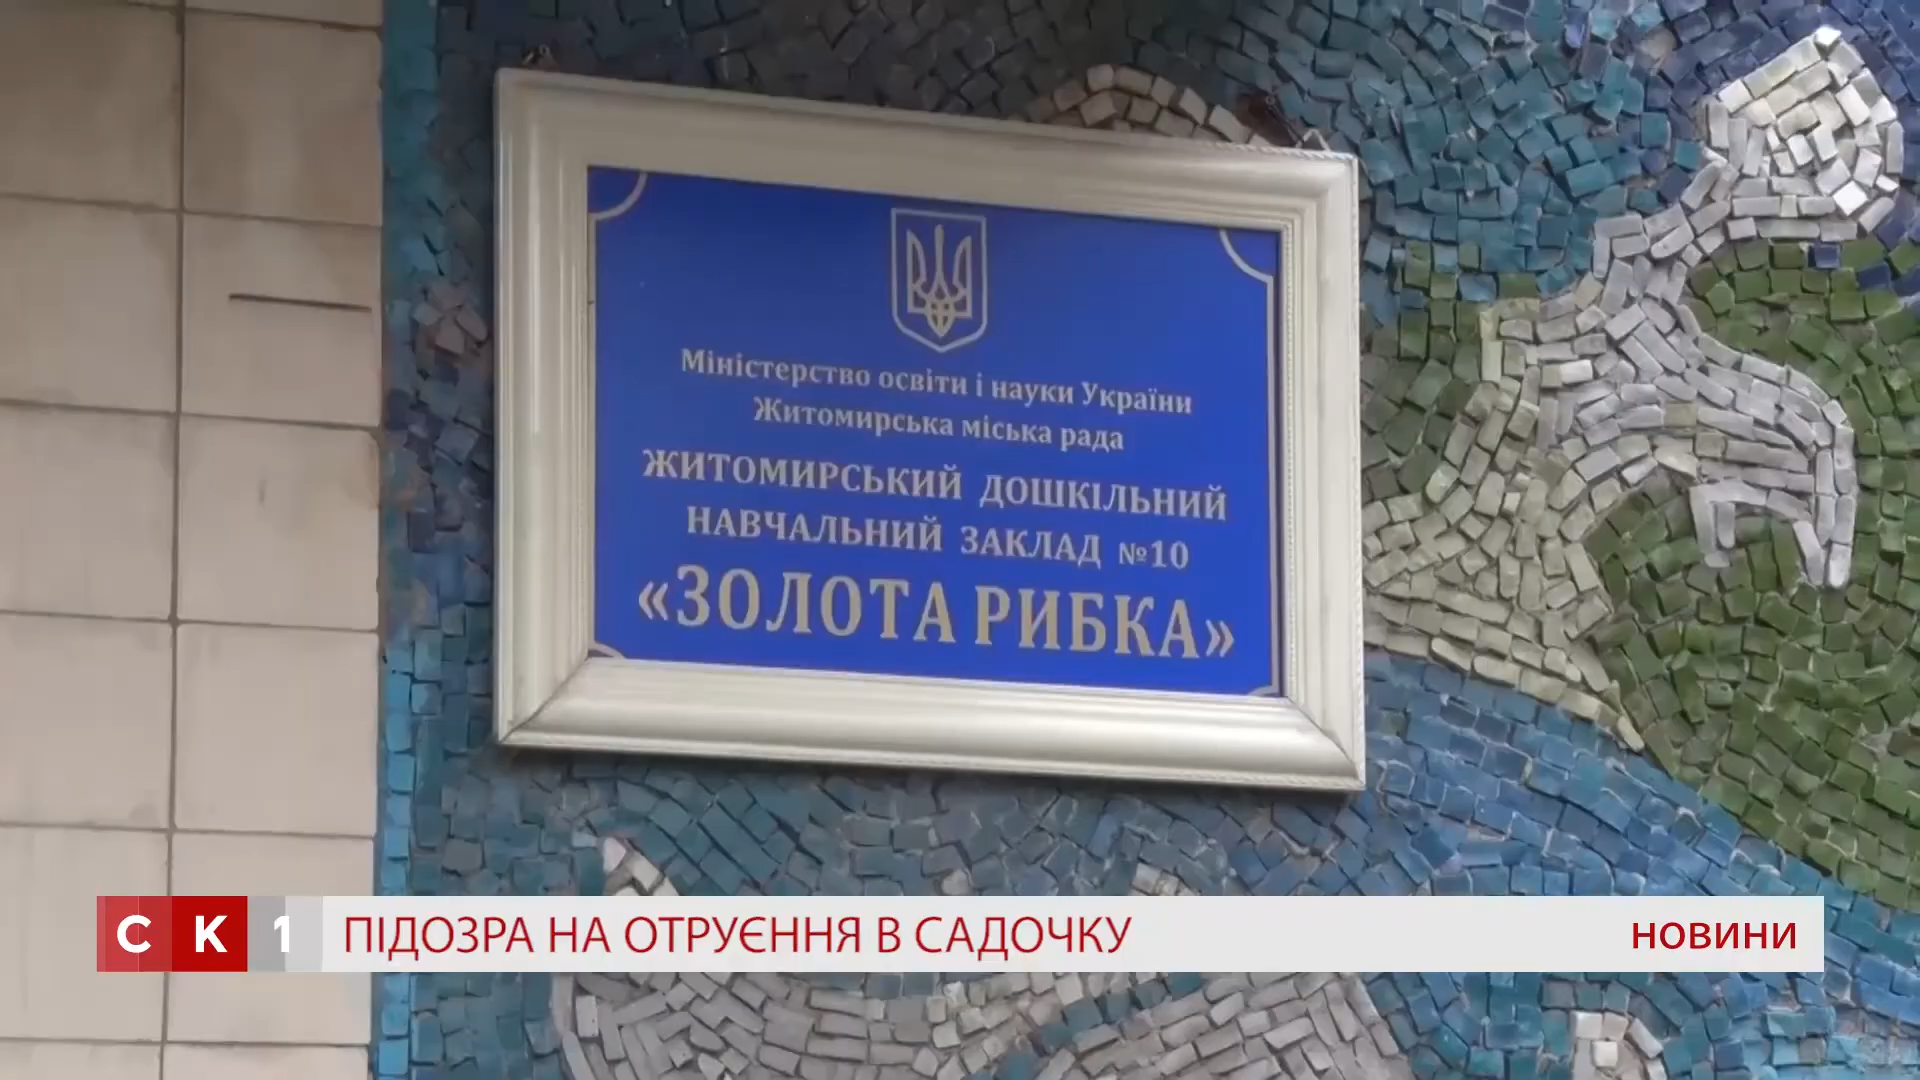 Міністерство освіти і науки України
Житомирська міська рада
ЖИТОМИРСЬКИЙ ДОШКІЛЬНИЙ
НАВЧАЛЬНИЙ ЗАКЛАД №10
«ЗОЛОТА РИБКА»
СК1 ПІДОЗРА НА ОТРУЄННЯ В САДОЧКУ НОВИНИ